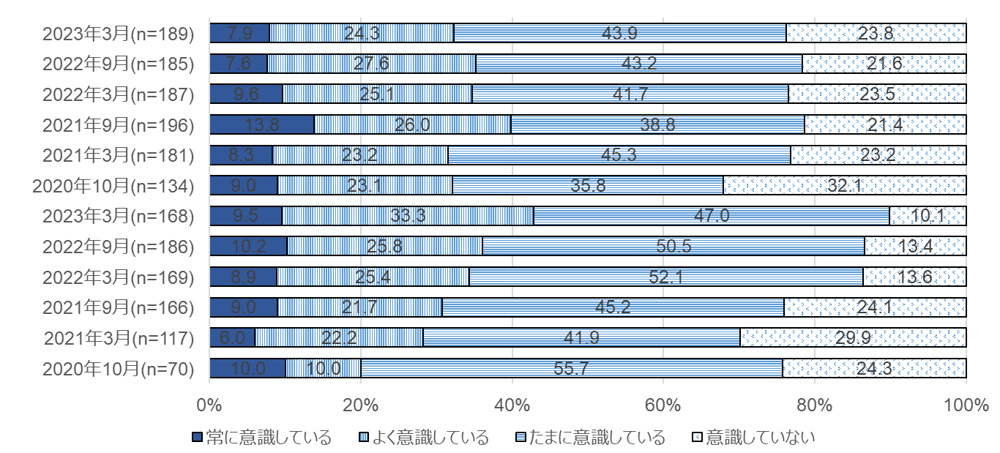 2023年3月(n=189) 7.9 24.3 43.9 23.8
2022年9月(n=185) 7.6 27.6 43.2 21.6
2022年3月(n=187) 9.6 25.1 41.7 23.5
2021年9月(n=196) 13.8 26.0 38.8 21.4
2021年3月(n=181) 8.3 23.2 45.3 23.2
2020年10月(n=134) 9.0 23.1 35.8 32.1
2023年3月(n=168) 9.5 33.3 47.0 10.1
2022年9月(n=186) 10.2 25.8 50.5 13.4
2022年3月(n=169) 8.9 25.4 52.1 13.6
2021年9月(n=166) 9.0 21.7 45.2 24.1
2021年3月(n=117) 6.0 22.2 41.9 29.9
2020年10月(n=70) 10.0 10.0 55.7 24.3
0% 20% 40% 60% 80% 100%
常に意識している よく意識している たまに意識している 意識していない